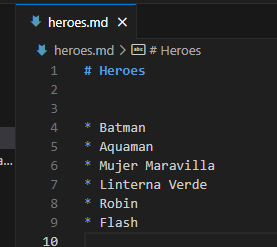 heroes.md
heroes.md > # Heroes
1 # Heroes
2
3
4 * Batman
5 * Aquaman
6 * Mujer Maravilla
7 * Linterna Verde
8 * Robin
9 * Flash
10
a...